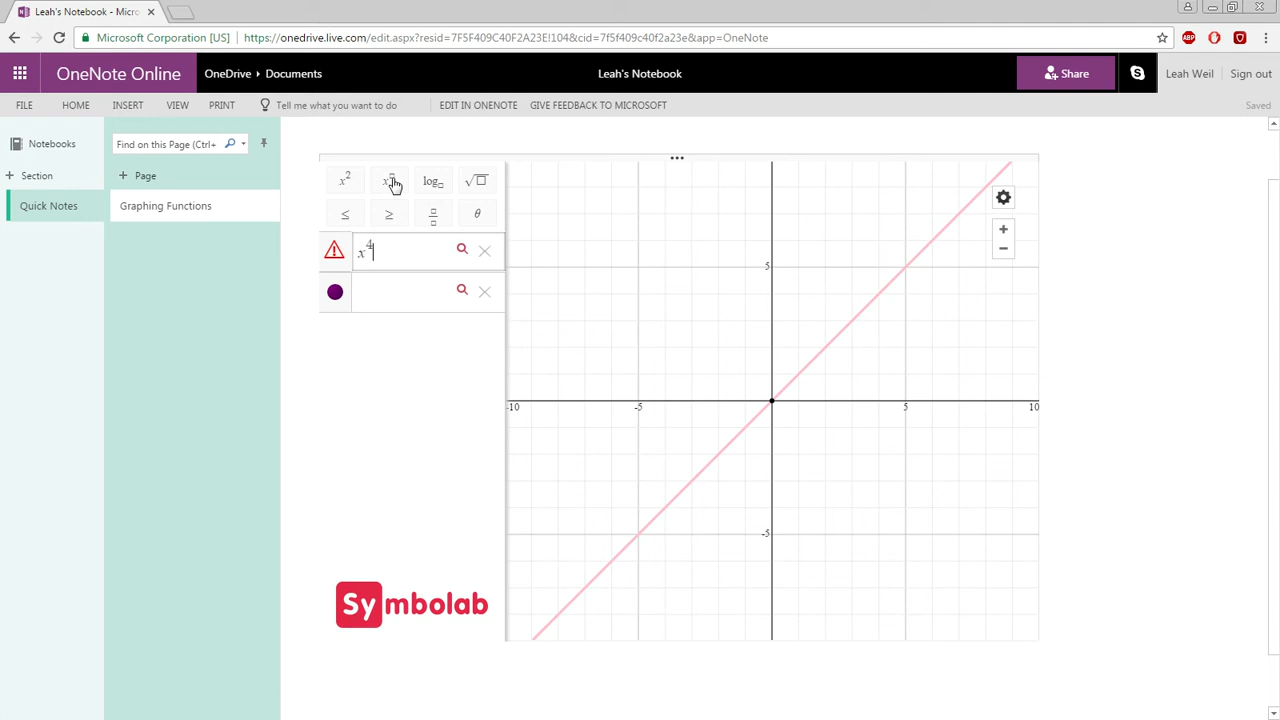 Leah's Notebook - Micro
Microsoft Corporation [US]
https://onedrive.live.com/edit.aspx?resid=7F5F409C40F2A23E!104&cid=7f5f409c40f2a23e&app=OneNote
ABP
OneNote Online
OneDrive ▸ Documents
Leah's Notebook
Share
Leah Weil
Sign out
FILE
HOME
INSERT
VIEW
PRINT
Tell me what you want to do
EDIT IN ONENOTE
GIVE FEEDBACK TO MICROSOFT
Saved
Notebooks
Find on this Page (Ctrl+
+ Section
+ Page
Quick Notes
Graphing Functions
x² x□ log□ √□
≤ ≥ □/□ θ
x⁴
5
-10 -5 5 10
-5
Symbolab